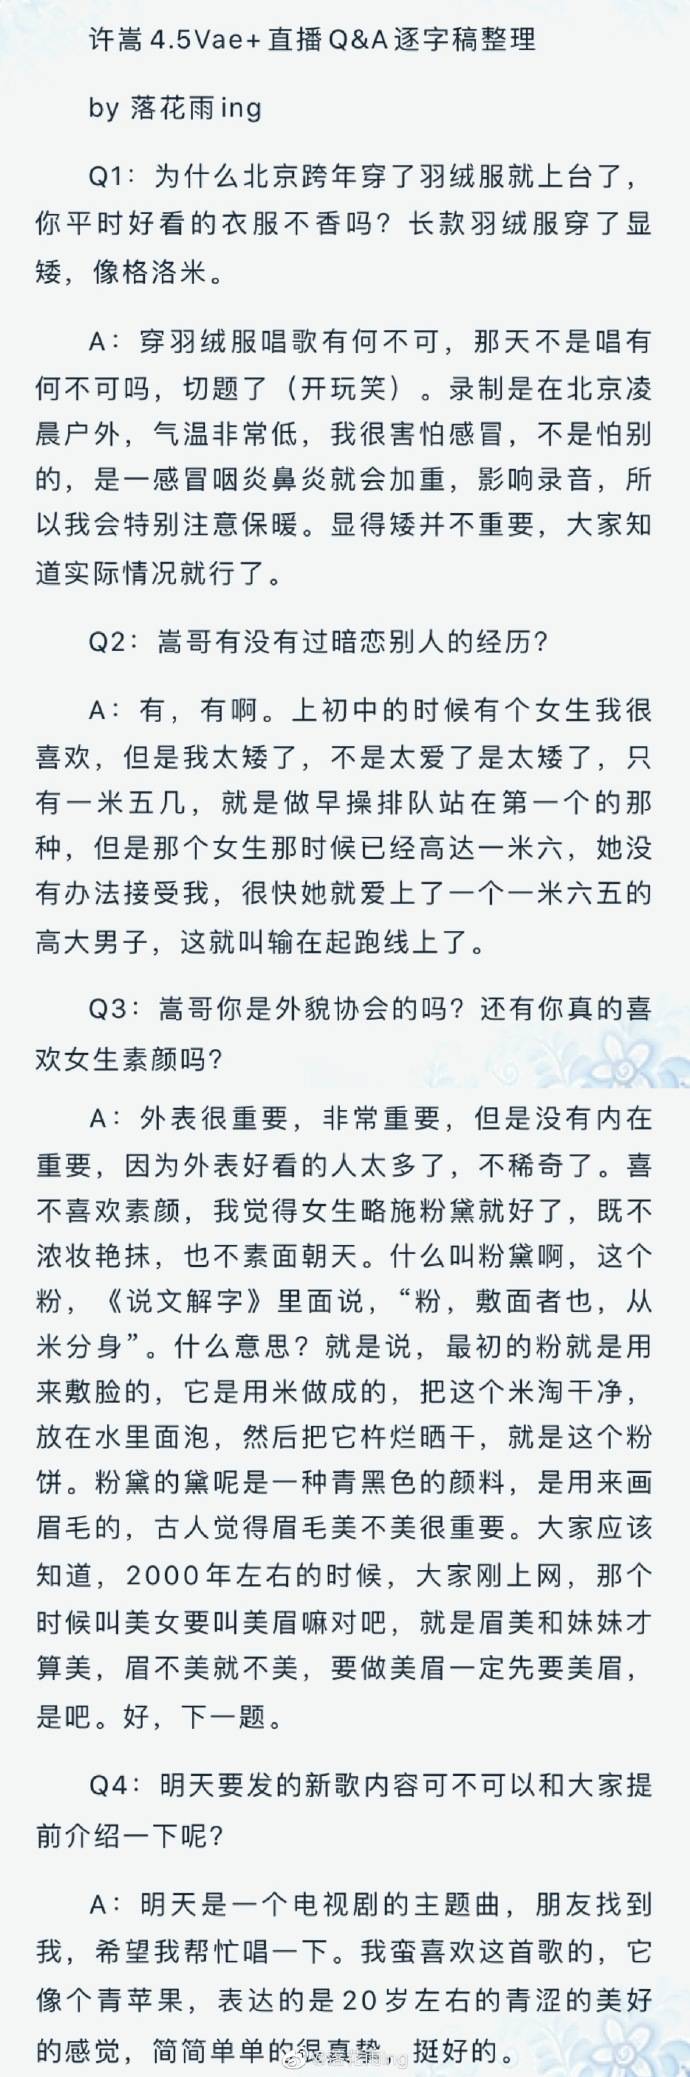 许嵩4.5Vae+直播Q&A逐字稿整理
by 落花雨ing
Q1：为什么北京跨年穿了羽绒服就上台了，
你平时好看的衣服不香吗？长款羽绒服穿了显
矮，像格洛米。
A：穿羽绒服唱歌有何不可，那天不是唱有
何不可吗，切题了（开玩笑）。录制是在北京凌
晨户外，气温非常低，我很害怕感冒，不是怕别
的，是一感冒咽炎鼻炎就会加重，影响录音，所
以我会特别注意保暖。显得矮并不重要，大家知
道实际情况就行了。
Q2：嵩哥有没有过暗恋别人的经历？
A：有，有啊。上初中的时候有个女生我很
喜欢，但是我太矮了，不是太爱了是太矮了，只
有一米五几，就是做早操排队站在第一个的那
种，但是那个女生那时候已经高达一米六，她没
有办法接受我，很快她就爱上了一个一米六五的
高大男子，这就叫输在起跑线上了。
Q3：嵩哥你是外貌协会的吗？还有你真的喜
欢女生素颜吗？
A：外表很重要，非常重要，但是没有内在
重要，因为外表好看的人太多了，不稀奇了。喜
不喜欢素颜，我觉得女生略施粉黛就好了，既不
浓妆艳抹，也不素面朝天。什么叫粉黛啊，这个
粉，《说文解字》里面说，“粉，敷面者也，从
米分身”。什么意思？就是说，最初的粉就是用
来敷脸的，它是用米做成的，把这个米淘干净，
放在水里面泡，然后把它杵烂晒干，就是这个粉
饼。粉黛的黛呢是一种青黑色的颜料，是用来画
眉毛的，古人觉得眉毛美不美很重要。大家应该
知道，2000年左右的时候，大家刚上网，那个
时候叫美女要叫美眉嘛对吧，就是眉美和妹妹才
算美，眉不美就不美，要做美眉一定先要美眉，
是吧。好，下一题。
Q4：明天要发的新歌内容可不可以和大家提
前介绍一下呢？
A：明天是一个电视剧的主题曲，朋友找到
我，希望我帮忙唱一下。我蛮喜欢这首歌的，它
像个青苹果，表达的是20岁左右的青涩的美好
的感觉，简简单单的很真挚，挺好的。
@落花雨ing